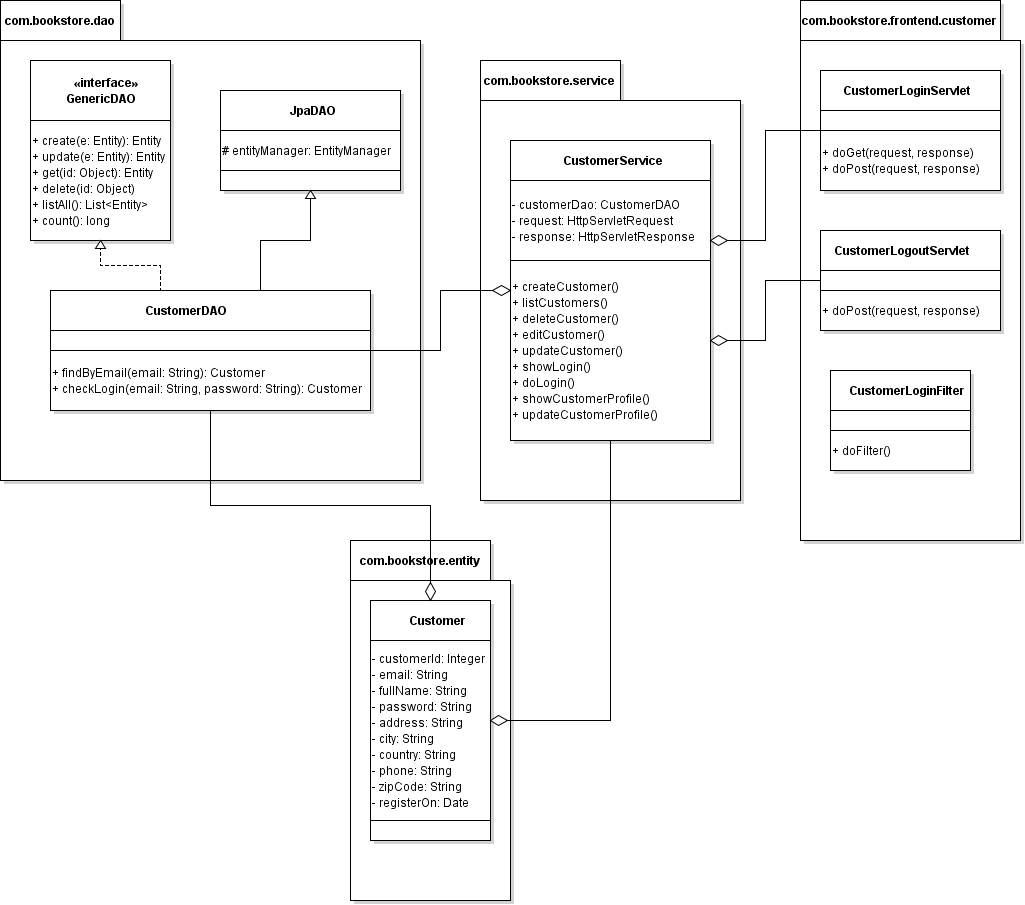 com.bookstore.dao
«interface»
GenericDAO
+ create(e: Entity): Entity
+ update(e: Entity): Entity
+ get(id: Object): Entity
+ delete(id: Object)
+ listAll(): List<Entity>
+ count(): long
JpaDAO
# entityManager: EntityManager
CustomerDAO
+ findByEmail(email: String): Customer
+ checkLogin(email: String, password: String): Customer
com.bookstore.service
CustomerService
- customerDao: CustomerDAO
- request: HttpServletRequest
- response: HttpServletResponse
+ createCustomer()
+ listCustomers()
+ deleteCustomer()
+ editCustomer()
+ updateCustomer()
+ showLogin()
+ doLogin()
+ showCustomerProfile()
+ updateCustomerProfile()
com.bookstore.frontend.customer
CustomerLoginServlet
+ doGet(request, response)
+ doPost(request, response)
CustomerLogoutServlet
+ doPost(request, response)
CustomerLoginFilter
+ doFilter()
com.bookstore.entity
Customer
- customerId: Integer
- email: String
- fullName: String
- password: String
- address: String
- city: String
- country: String
- phone: String
- zipCode: String
- registerOn: Date